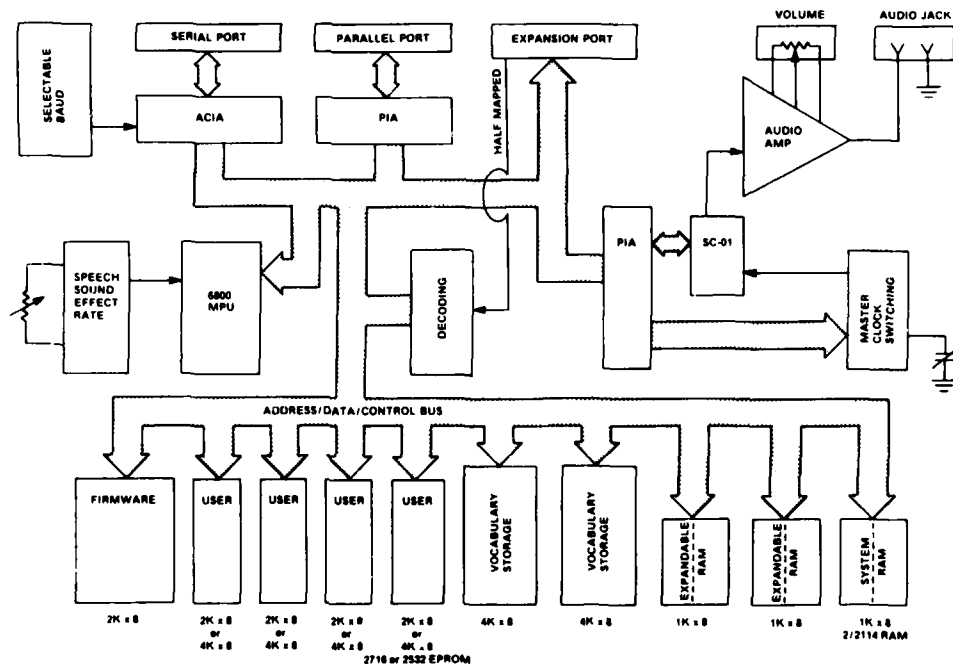 SERIAL PORT
PARALLEL PORT
EXPANSION PORT
VOLUME
AUDIO JACK
SELECTABLE
BAUD
ACIA
PIA
HALF MAPPED
AUDIO
AMP
SPEECH
SOUND
EFFECT
RATE
6800
MPU
DECODING
PIA
SC-01
MASTER
CLOCK
SWITCHING
ADDRESS/DATA/CONTROL BUS
FIRMWARE
USER
USER
USER
USER
VOCABULARY
STORAGE
VOCABULARY
STORAGE
EXPANDABLE
RAM
EXPANDABLE
RAM
SYSTEM
RAM
2K x 8
2K x 8
or
4K x 8
2K x 8
or
4K x 8
2K x 8
or
4K x 8
2K x 8
or
4K x 8
2716 or 2532 EPROM
4K x 8
4K x 8
1K x 8
1K x 8
1K x 8
2/2114 RAM